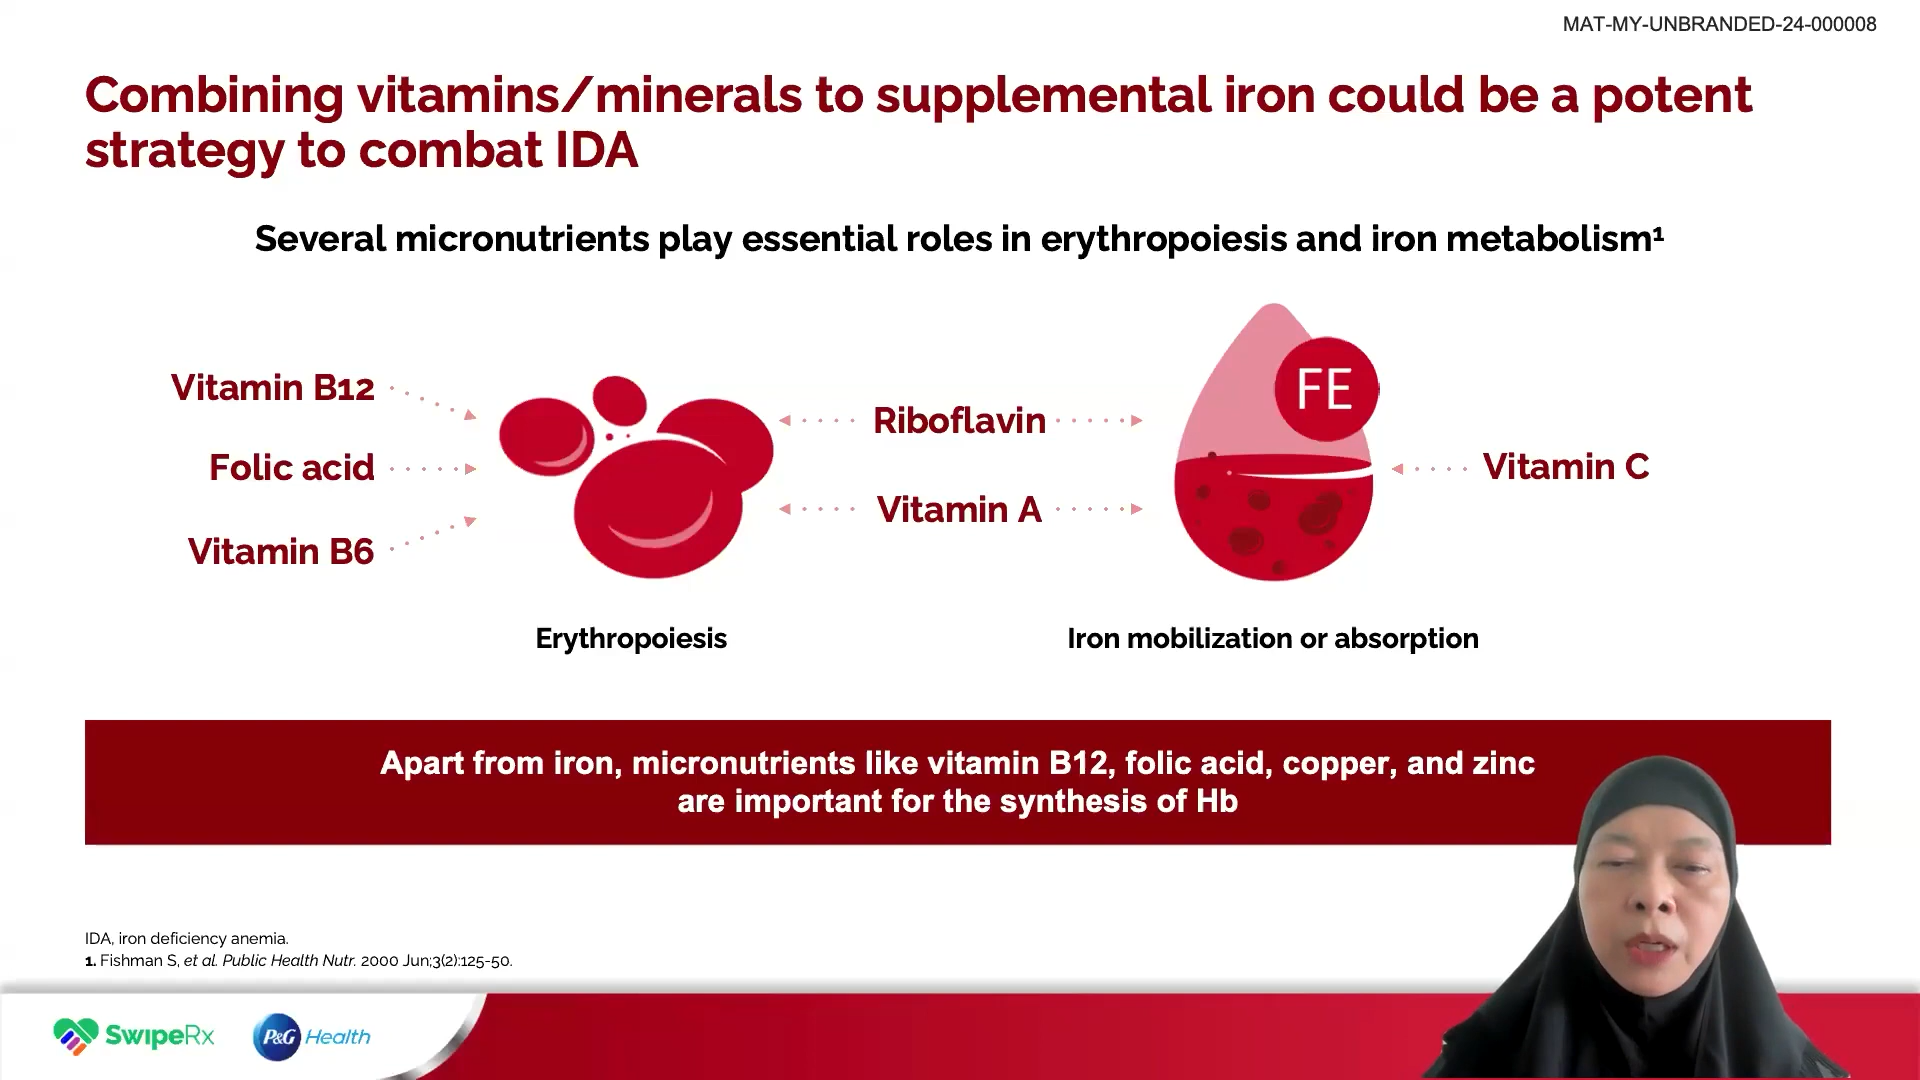 MAT-MY-UNBRANDED-24-000008
Combining vitamins/minerals to supplemental iron could be a potent
strategy to combat IDA
Several micronutrients play essential roles in erythropoiesis and iron metabolism¹
Vitamin B12
Folic acid
Vitamin B6
Riboflavin
Vitamin A
FE
Vitamin C
Erythropoiesis
Iron mobilization or absorption
Apart from iron, micronutrients like vitamin B12, folic acid, copper, and zinc
are important for the synthesis of Hb
IDA, iron deficiency anemia.
1. Fishman S, et al. Public Health Nutr. 2000 Jun;3(2):125-50.
SwipeRx
P&G Health